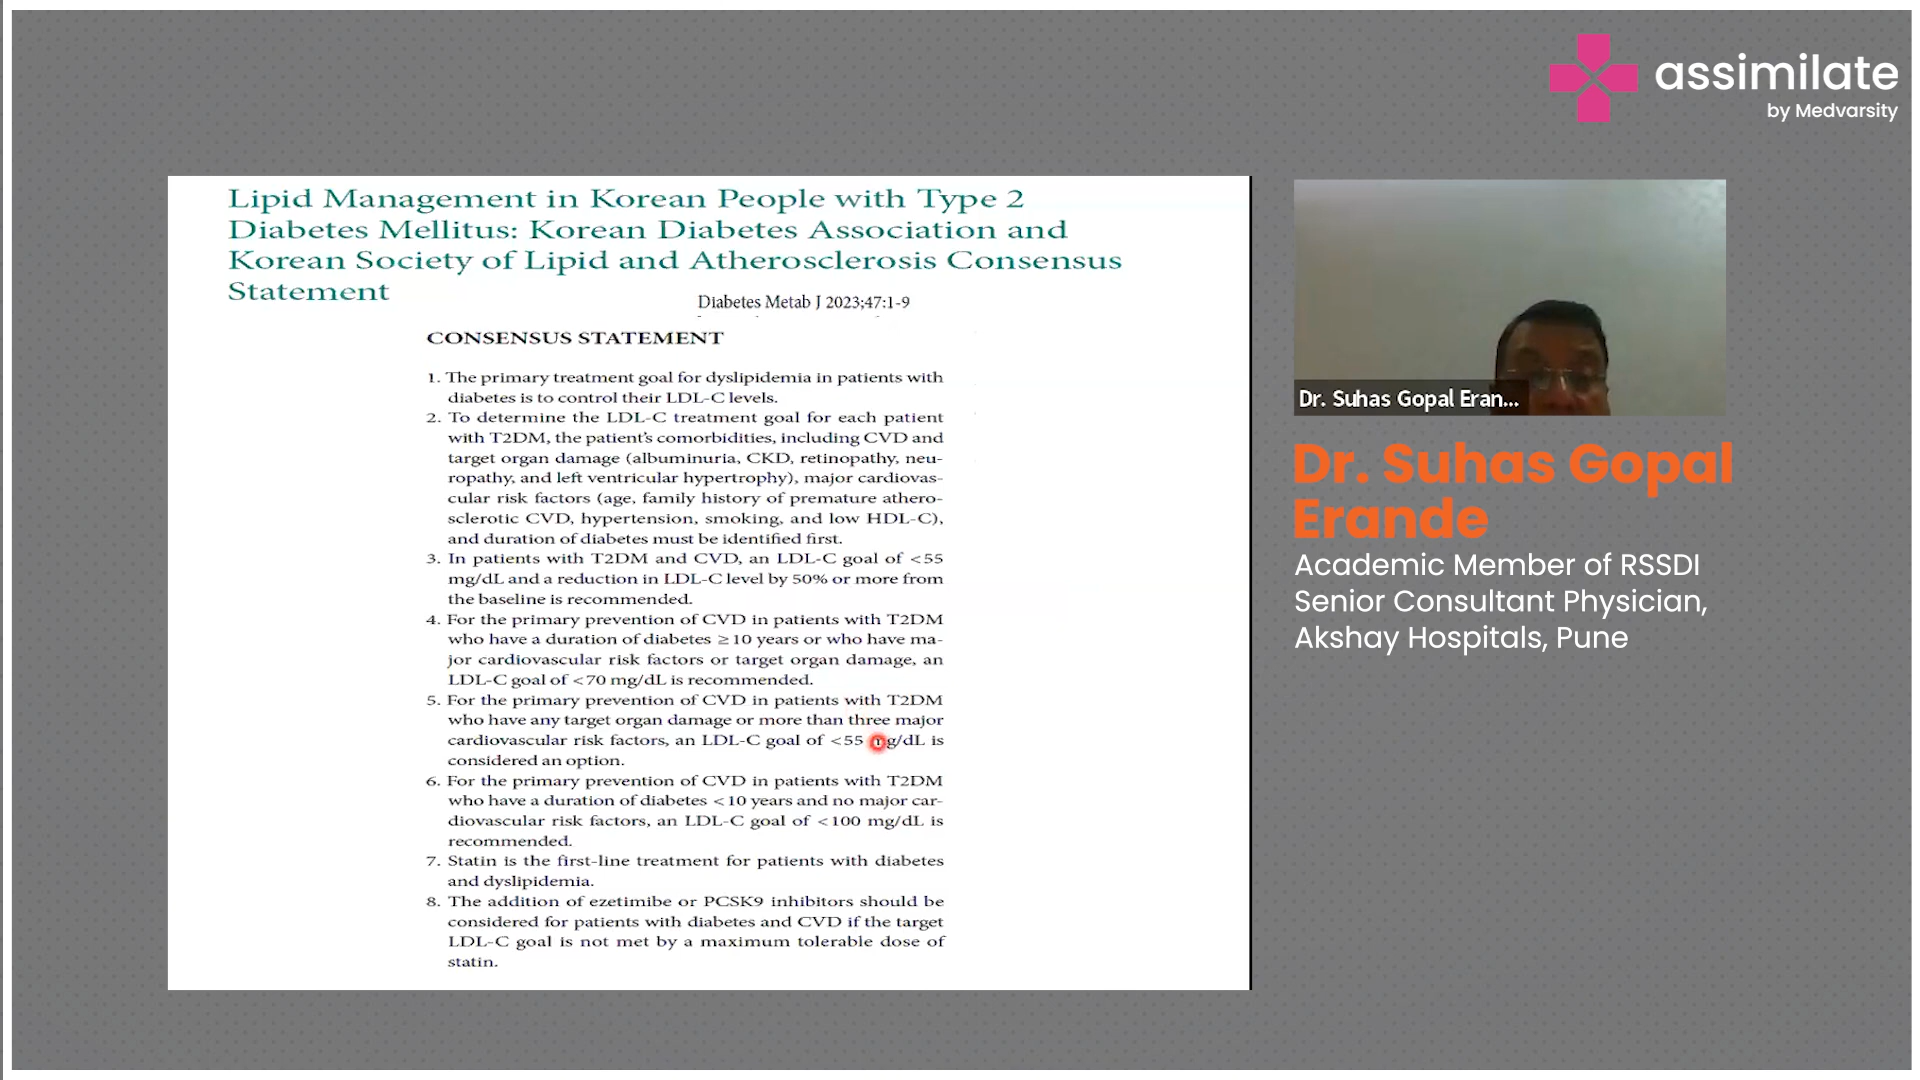 assimilate
by Medvarsity
Lipid Management in Korean People with Type 2
Diabetes Mellitus: Korean Diabetes Association and
Korean Society of Lipid and Atherosclerosis Consensus
Statement
Diabetes Metab J 2023;47:1-9
CONSENSUS STATEMENT
1. The primary treatment goal for dyslipidemia in patients with
diabetes is to control their LDL-C levels.
2. To determine the LDL-C treatment goal for each patient
with T2DM, the patient's comorbidities, including CVD and
target organ damage (albuminuria, CKD, retinopathy, neu-
ropathy, and left ventricular hypertrophy), major cardiovas-
cular risk factors (age, family history of premature athero-
sclerotic CVD, hypertension, smoking, and low HDL-C),
and duration of diabetes must be identified first.
3. In patients with T2DM and CVD, an LDL-C goal of <55
mg/dL and a reduction in LDL-C level by 50% or more from
the baseline is recommended.
4. For the primary prevention of CVD in patients with T2DM
who have a duration of diabetes ≥10 years or who have ma-
jor cardiovascular risk factors or target organ damage, an
LDL-C goal of <70 mg/dL is recommended.
5. For the primary prevention of CVD in patients with T2DM
who have any target organ damage or more than three major
cardiovascular risk factors, an LDL-C goal of <55 mg/dL is
considered an option.
6. For the primary prevention of CVD in patients with T2DM
who have a duration of diabetes <10 years and no major car-
diovascular risk factors, an LDL-C goal of <100 mg/dL is
recommended.
7. Statin is the first-line treatment for patients with diabetes
and dyslipidemia.
8. The addition of ezetimibe or PCSK9 inhibitors should be
considered for patients with diabetes and CVD if the target
LDL-C goal is not met by a maximum tolerable dose of
statin.
Dr. Suhas Gopal Eran...
Dr. Suhas Gopal
Erande
Academic Member of RSSDI
Senior Consultant Physician,
Akshay Hospitals, Pune